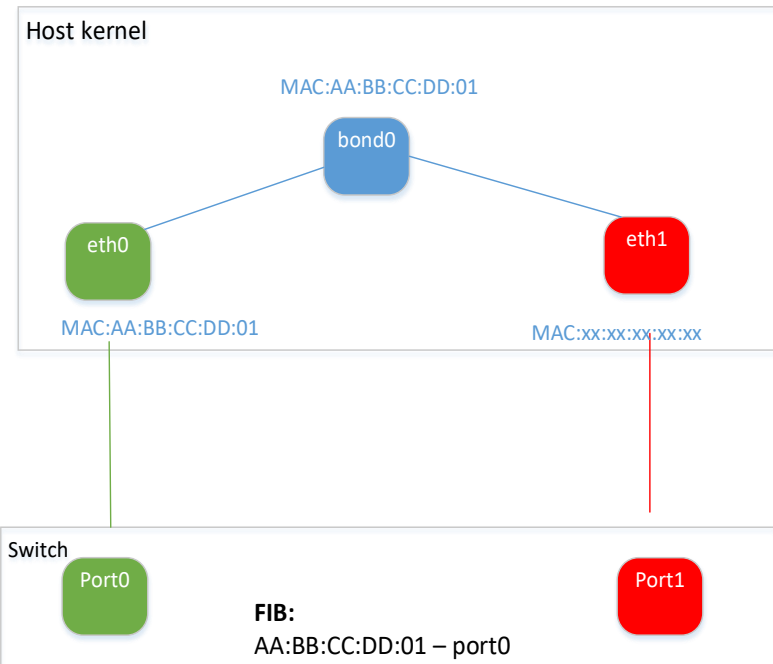 Host kernel
MAC:AA:BB:CC:DD:01
bond0
eth0
eth1
MAC:AA:BB:CC:DD:01
MAC:xx:xx:xx:xx:xx
Switch
Port0
Port1
FIB:
AA:BB:CC:DD:01 – port0